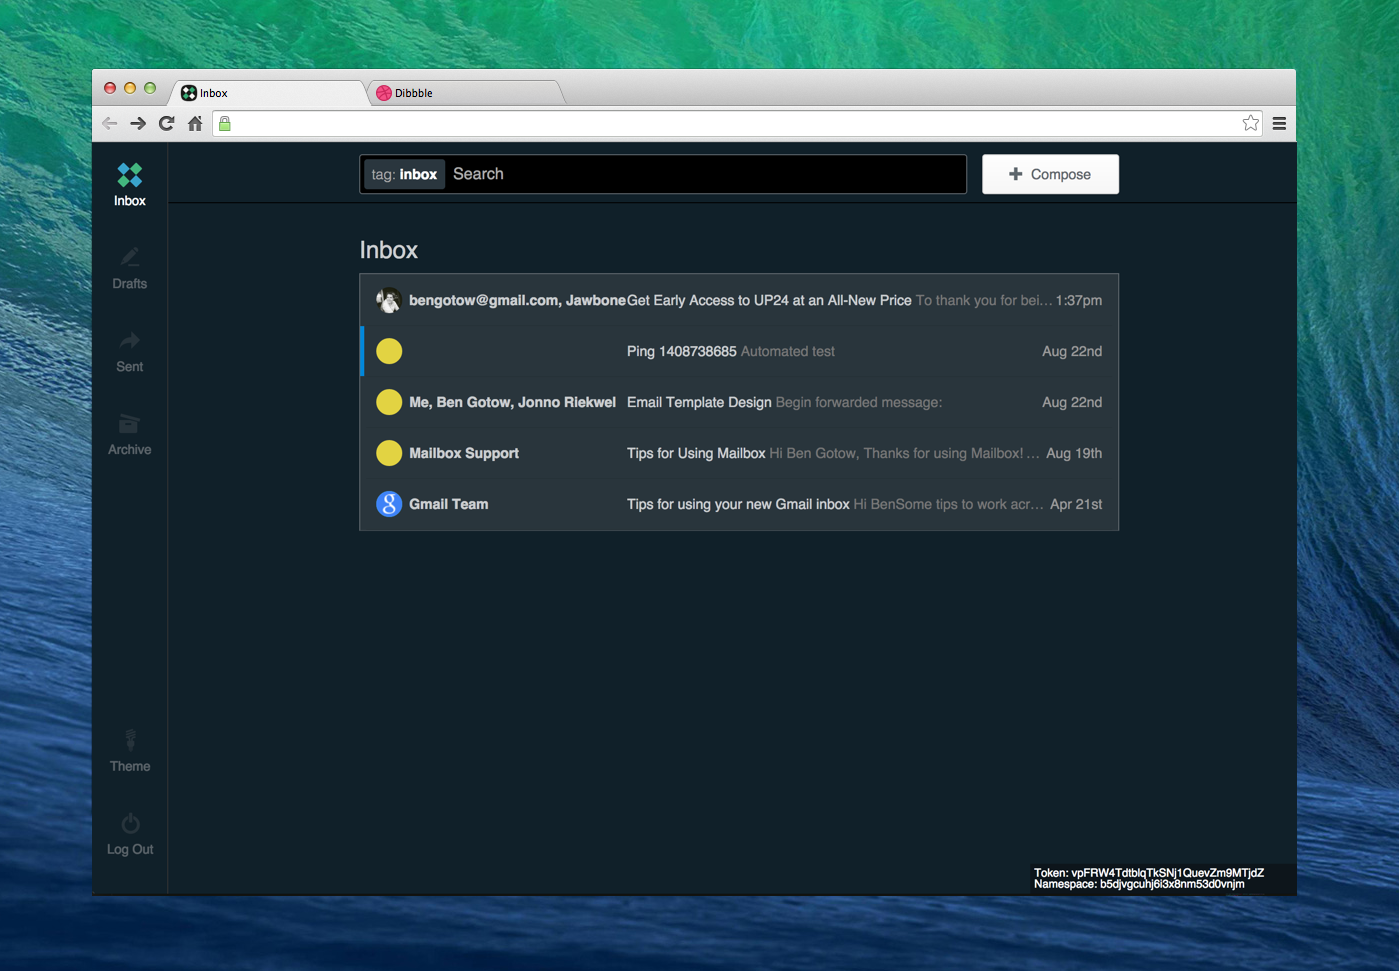 Inbox
Dibbble
tag: inbox Search
Compose
Inbox
Drafts
Sent
Archive
Theme
Log Out
Inbox
bengotow@gmail.com, Jawbone Get Early Access to UP24 at an All-New Price To thank you for bei... 1:37pm
Ping 1408738685 Automated test Aug 22nd
Me, Ben Gotow, Jonno Riekwel Email Template Design Begin forwarded message: Aug 22nd
Mailbox Support Tips for Using Mailbox Hi Ben Gotow, Thanks for using Mailbox! ... Aug 19th
Gmail Team Tips for using your new Gmail inbox Hi BenSome tips to work acr... Apr 21st
Token: vpFRW4TdtblqTkSNj1QuevZm9MTjdZ
Namespace: b5djvgcuhj6i3x8nm53d0vnjm